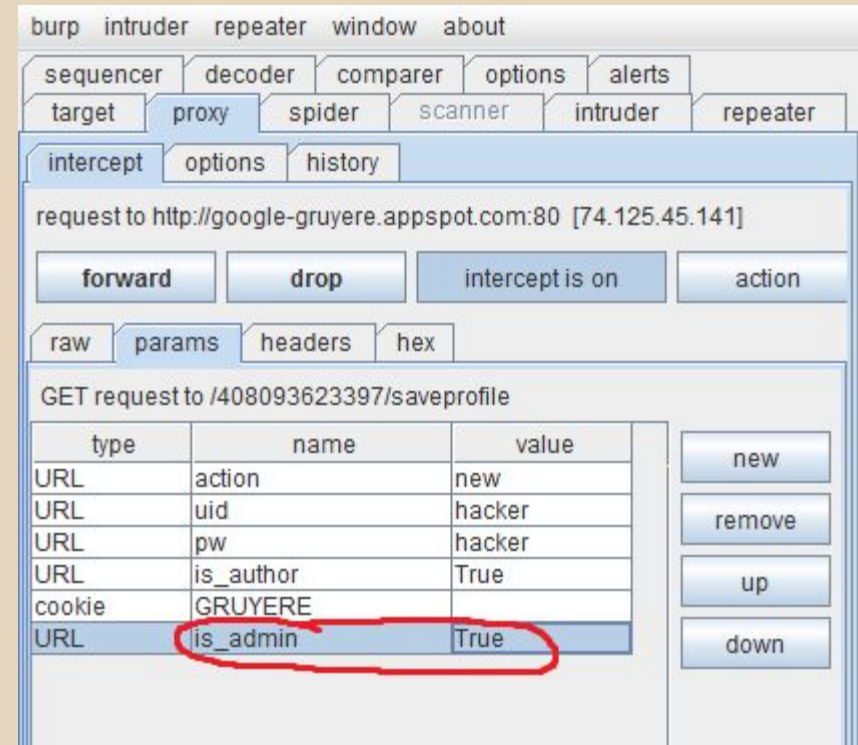 burp intruder repeater window about
sequencer decoder comparer options alerts
target proxy spider scanner intruder repeater
intercept options history
request to http://google-gruyere.appspot.com:80 [74.125.45.141]
forward drop intercept is on action
raw params headers hex
GET request to /408093623397/saveprofile
type name value
URL action new
URL uid hacker
URL pw hacker
URL is_author True
cookie GRUYERE
URL is_admin True
new
remove
up
down